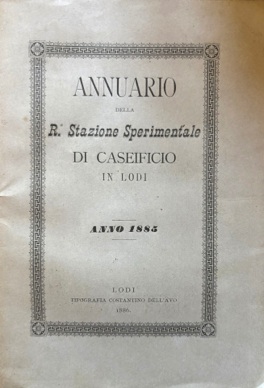 ANNUARIO
DELLA
R.ª Stazione Sperimentale
DI CASEIFICIO
IN LODI
ANNO 1885
LODI
TIPOGRAFIA COSTANTINO DELL'AVO
1886.